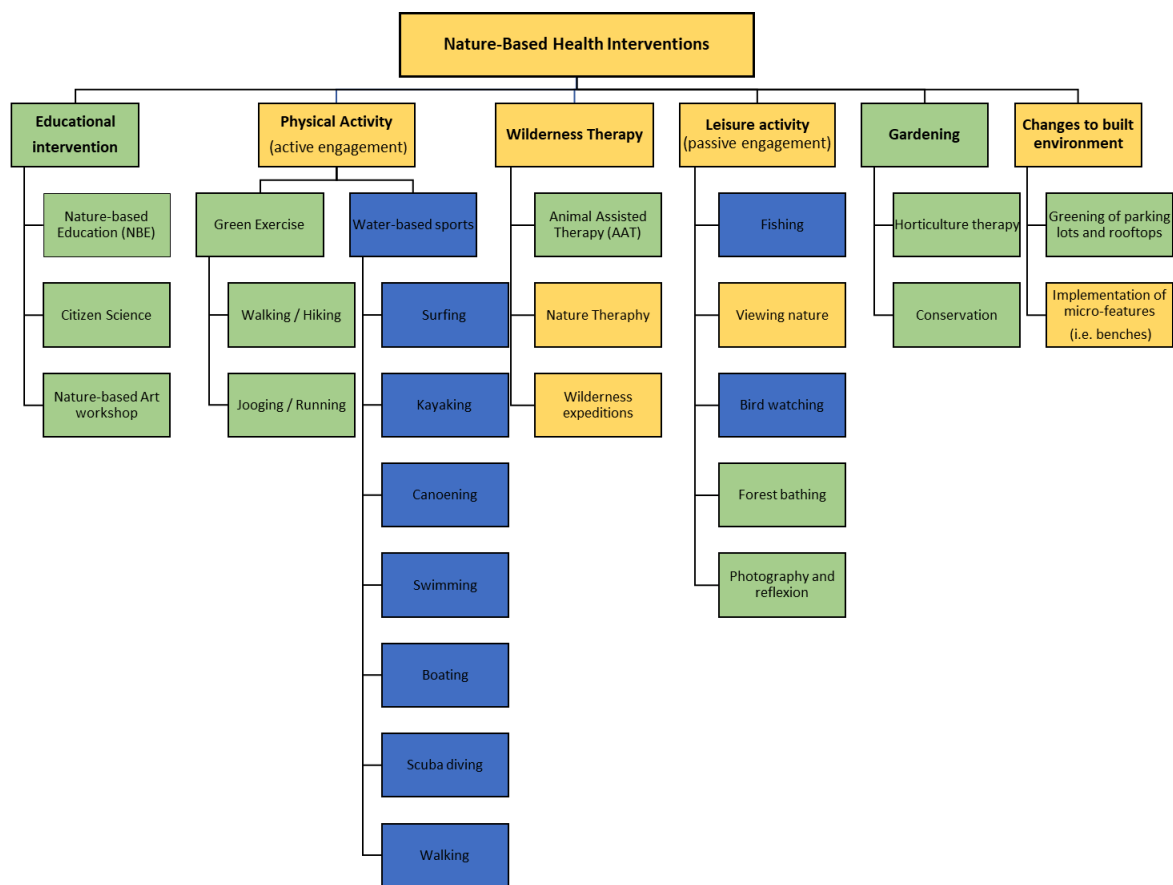 Nature-Based Health Interventions
Educational
intervention
Nature-based
Education (NBE)
Citizen Science
Nature-based Art
workshop
Physical Activity
(active engagement)
Green Exercise
Walking / Hiking
Jooging / Running
Water-based sports
Surfing
Kayaking
Canoening
Swimming
Boating
Scuba diving
Walking
Wilderness Therapy
Animal Assisted
Therapy (AAT)
Nature Theraphy
Wilderness
expeditions
Leisure activity
(passive engagement)
Fishing
Viewing nature
Bird watching
Forest bathing
Photography and
reflexion
Gardening
Horticulture therapy
Conservation
Changes to built
environment
Greening of parking
lots and rooftops
Implementation of
micro-features
(i.e. benches)